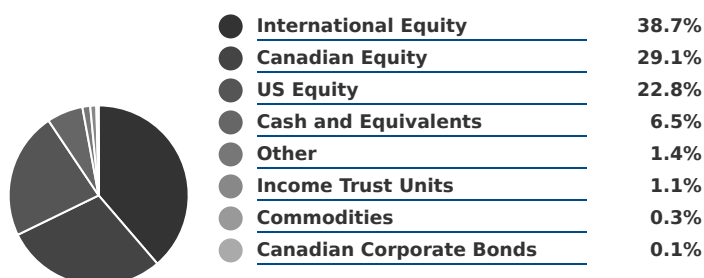 International Equity 38.7%
Canadian Equity 29.1%
US Equity 22.8%
Cash and Equivalents 6.5%
Other 1.4%
Income Trust Units 1.1%
Commodities 0.3%
Canadian Corporate Bonds 0.1%